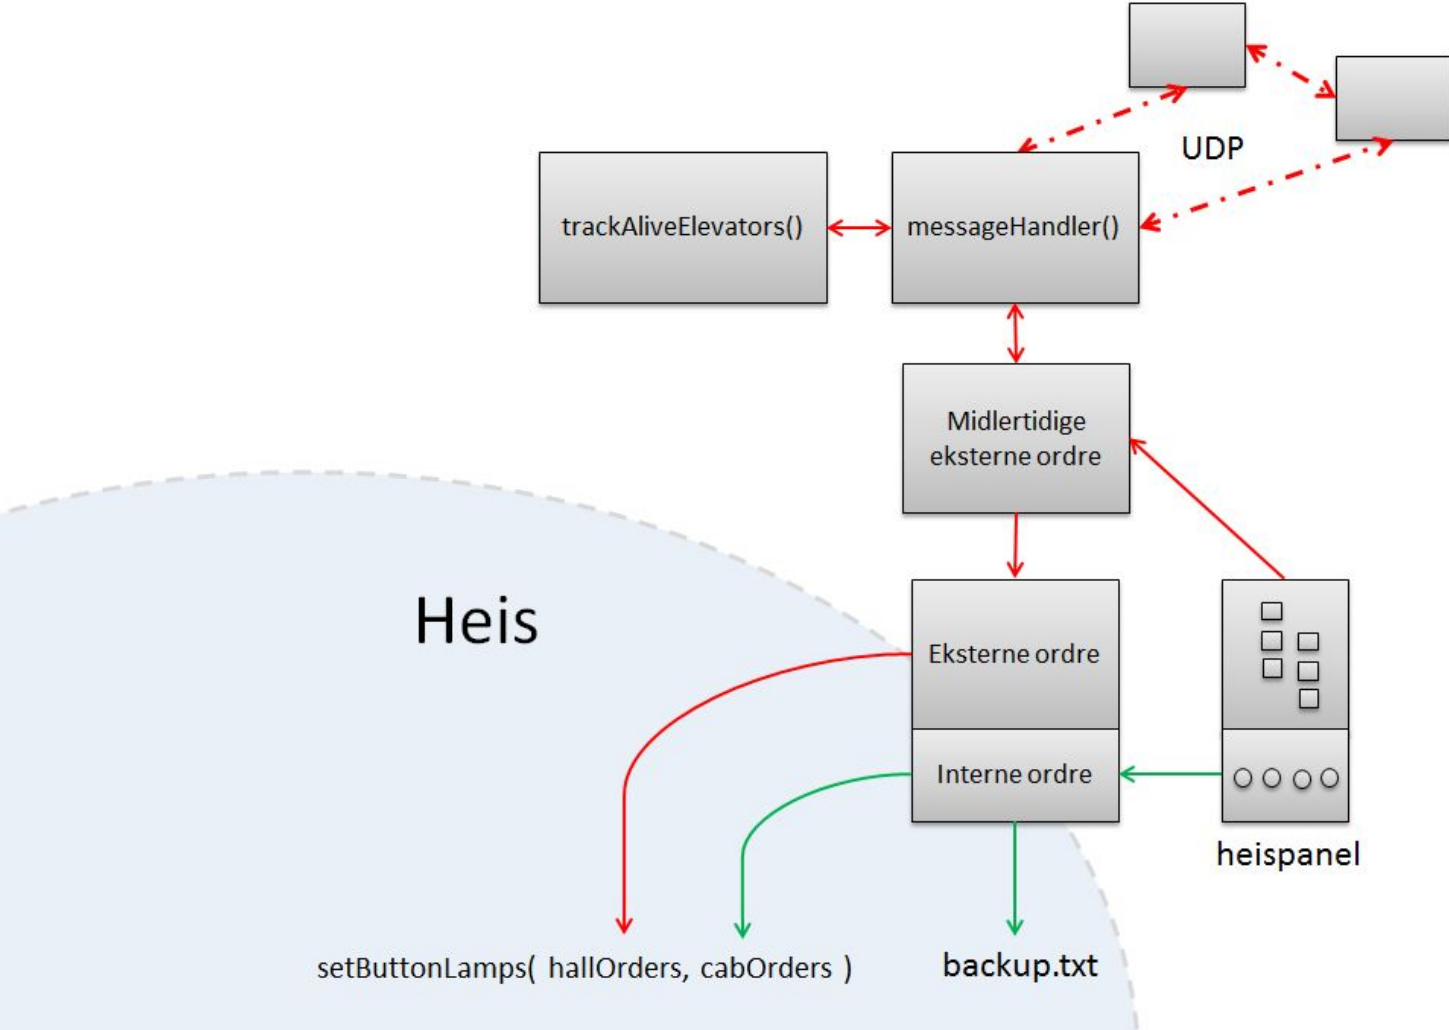 UDP
trackAliveElevators()
messageHandler()
Midlertidige
eksterne ordre
Heis
Eksterne ordre
Interne ordre
heispanel
setButtonLamps( hallOrders, cabOrders )
backup.txt